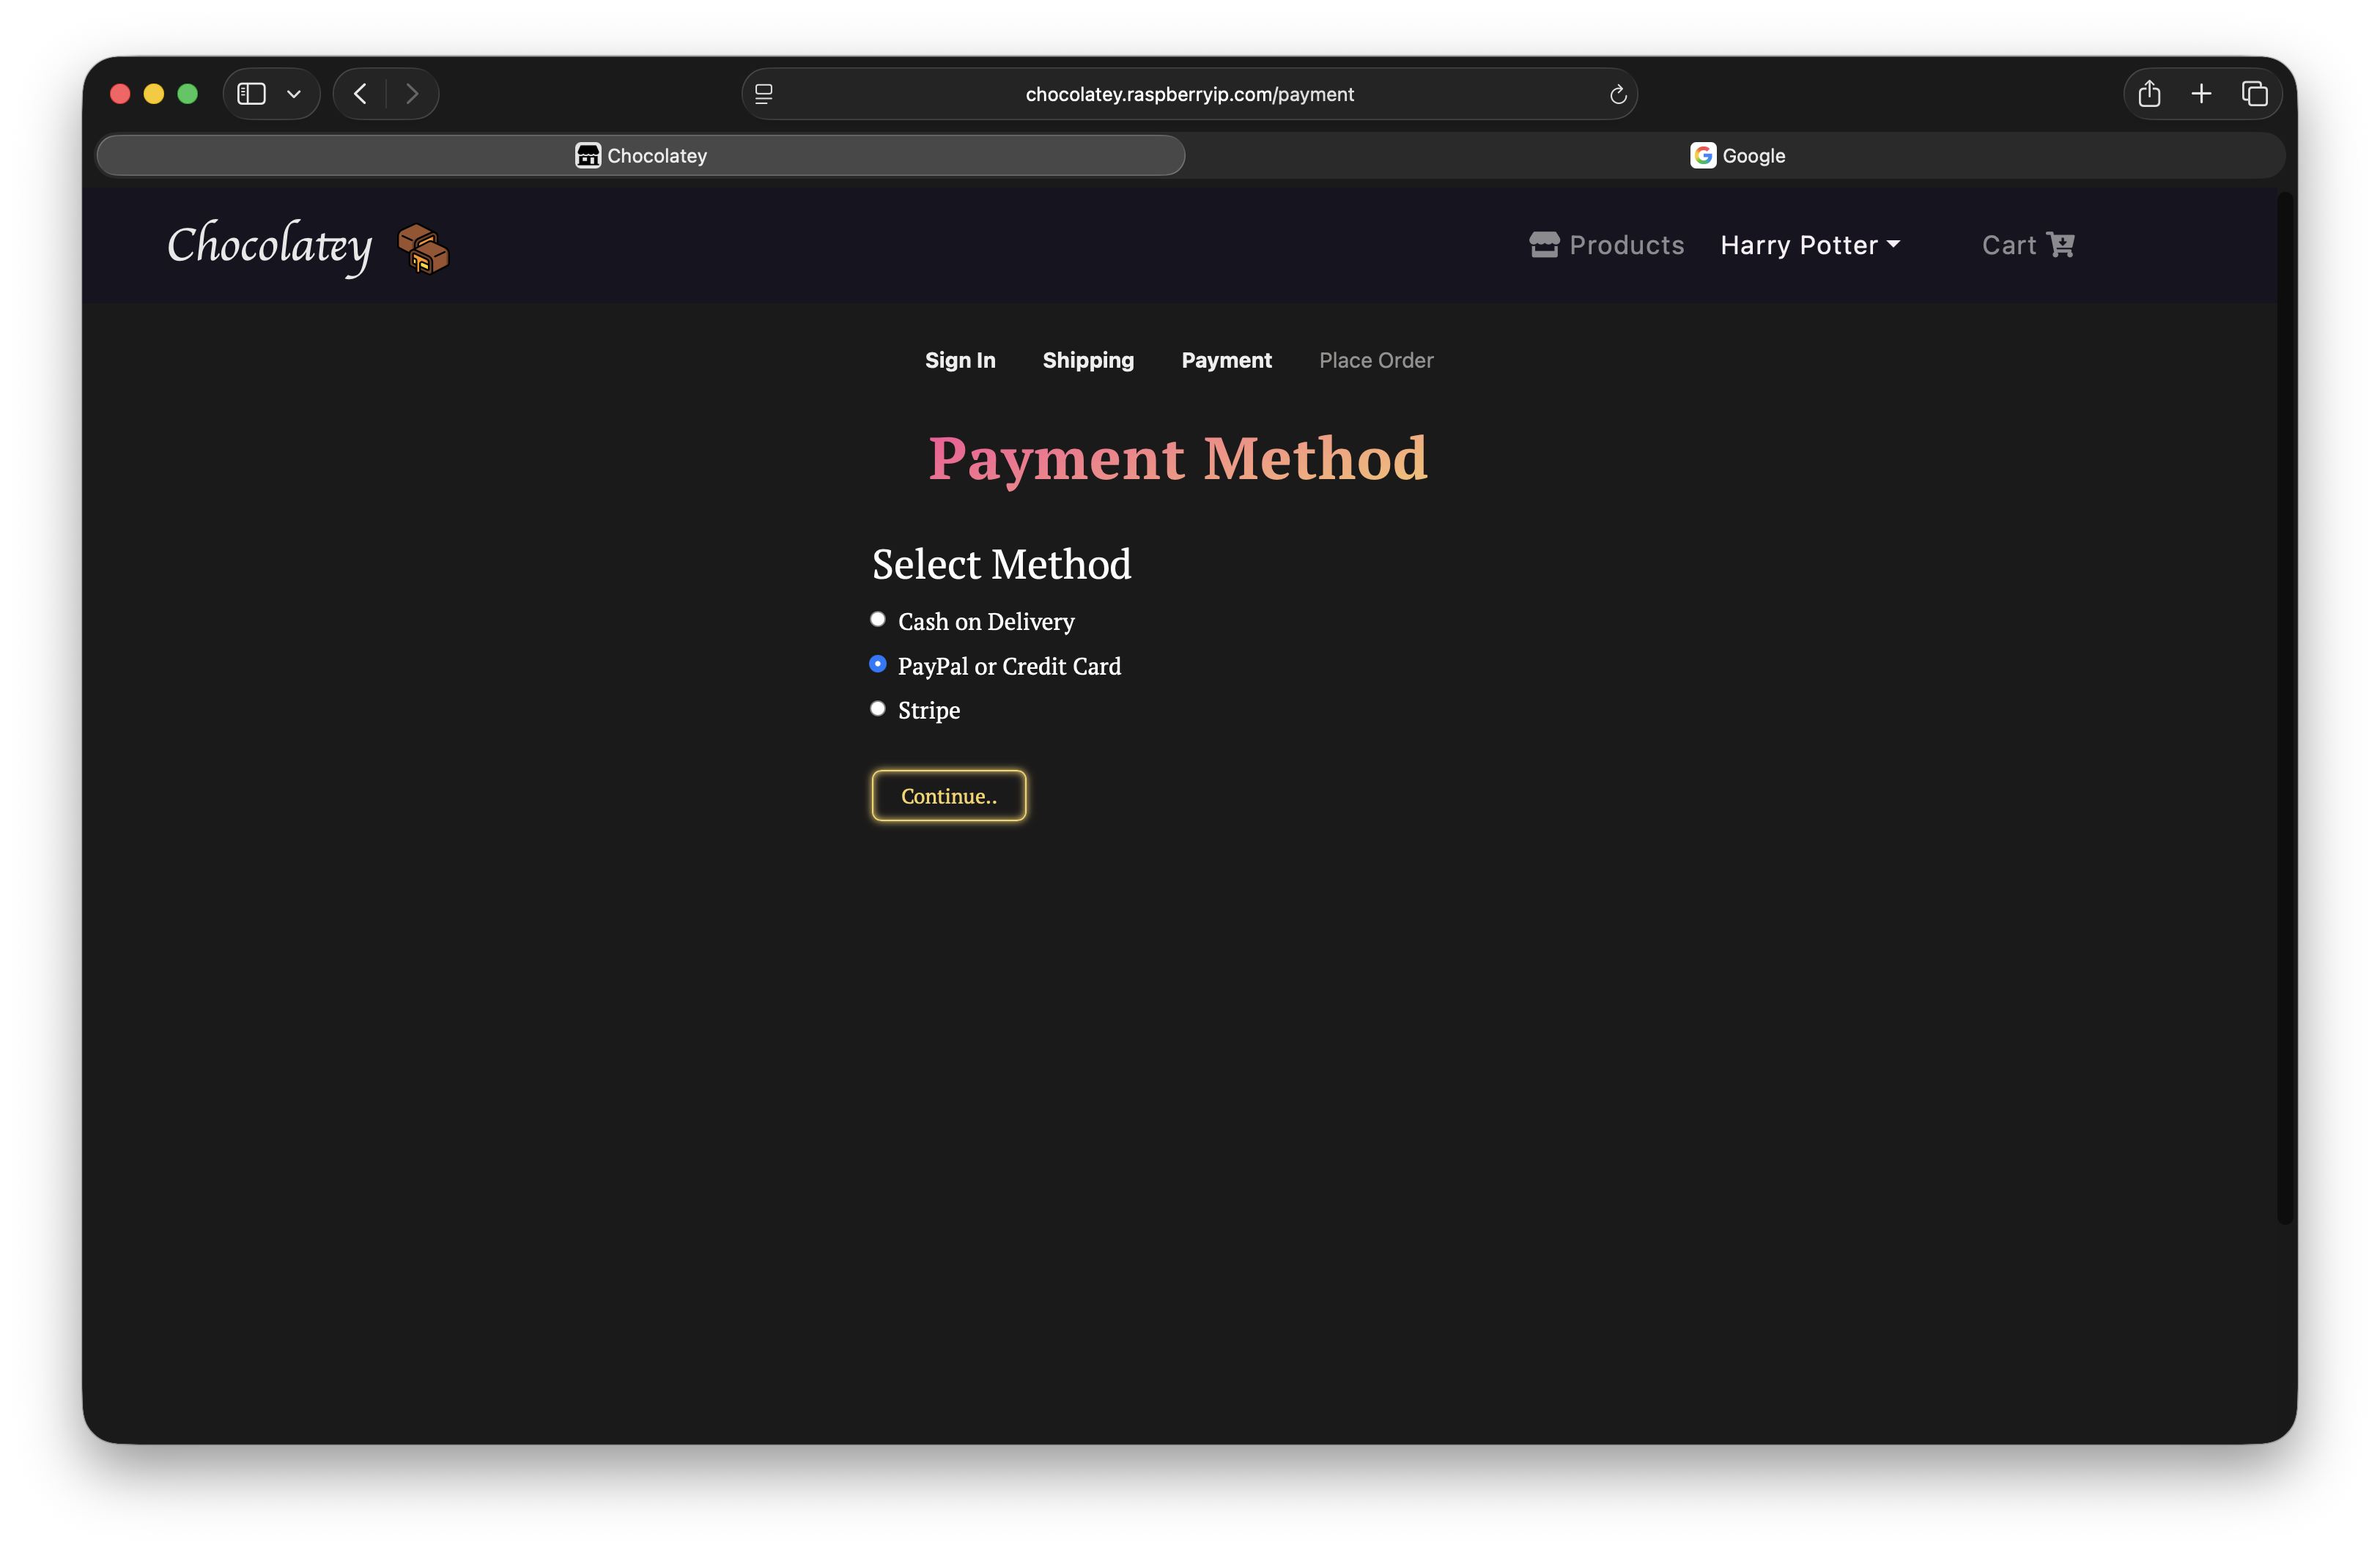 chocolatey.raspberryip.com/payment
Chocolatey Google
Chocolatey Products Harry Potter Cart
Sign In Shipping Payment Place Order
Payment Method
Select Method
Cash on Delivery
PayPal or Credit Card
Stripe
Continue..